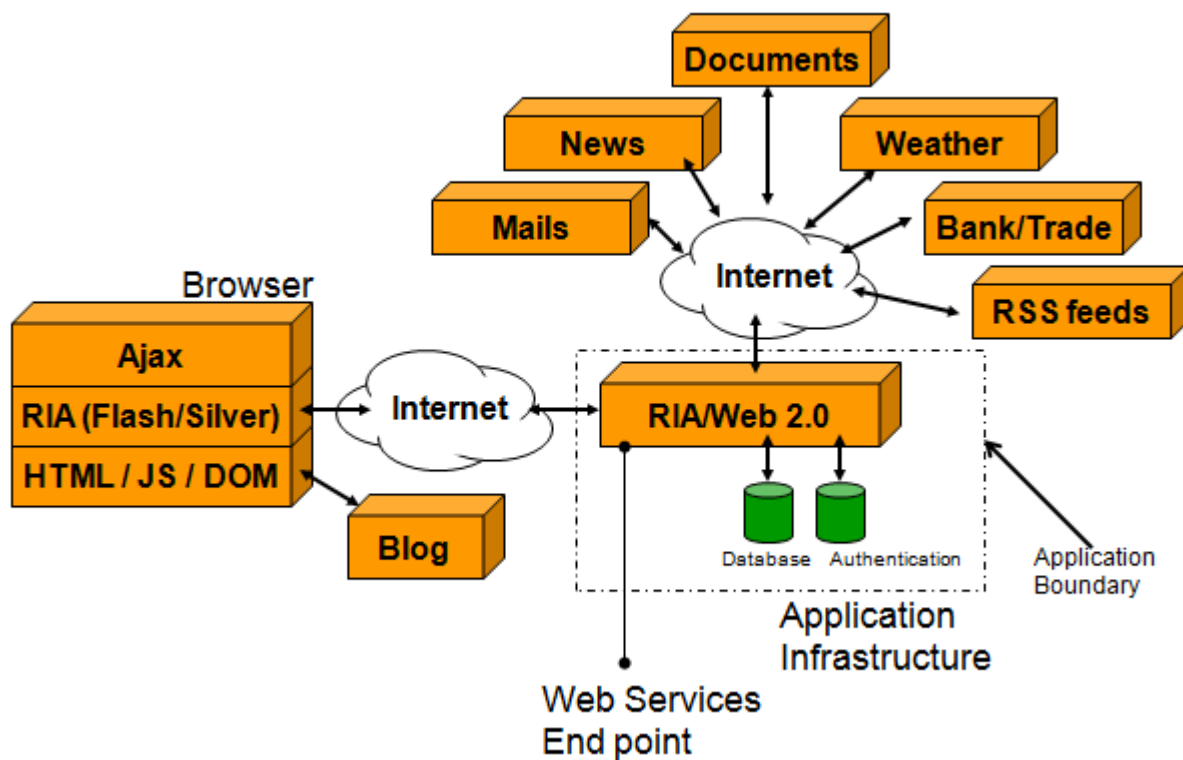 Documents
News
Weather
Mails
Bank/Trade
Internet
RSS feeds
Browser
Ajax
RIA (Flash/Silver)
HTML / JS / DOM
Internet
RIA/Web 2.0
Blog
Database
Authentication
Application
Boundary
Application
Infrastructure
Web Services
End point